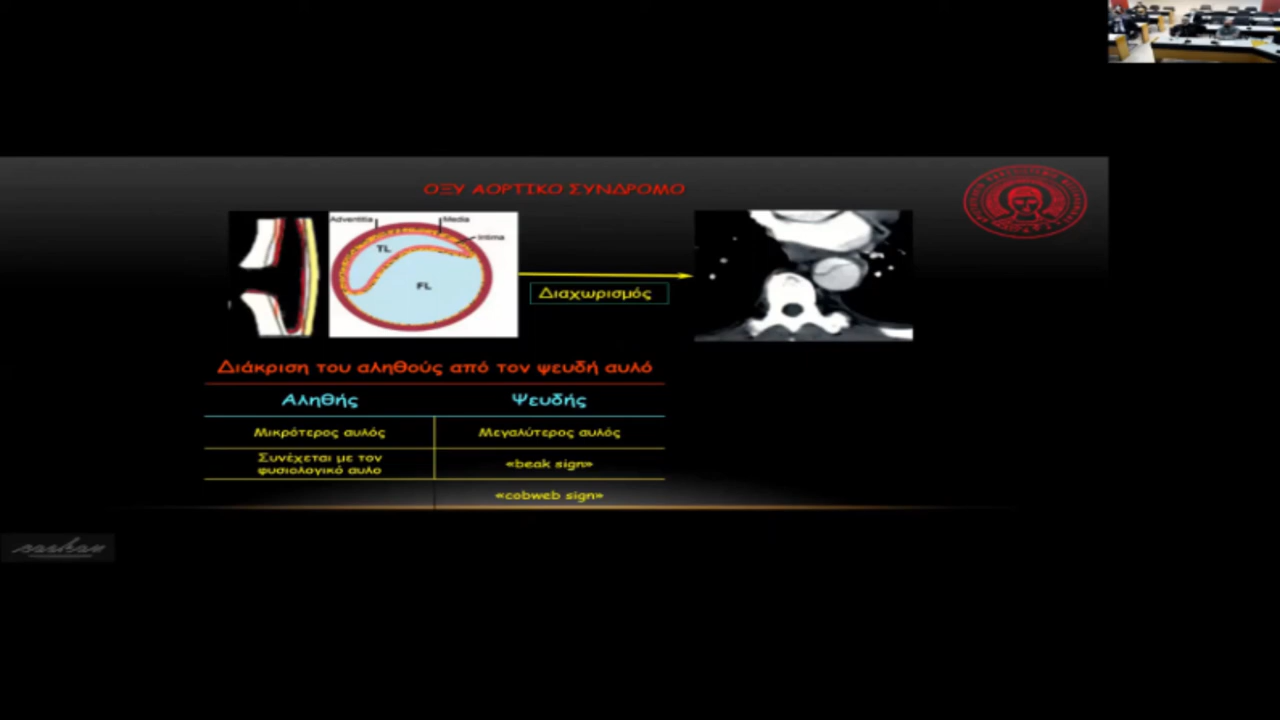 ΟΞΥ ΑΟΡΤΙΚΟ ΣΥΝΔΡΟΜΟ
Adventitia
Media
Intima
TL
FL
Διαχωρισμός
Διάκριση του αληθούς από τον ψευδή αυλό
Αληθής Ψευδής
Μικρότερος αυλός Μεγαλύτερος αυλός
Συνέχεται με τον
φυσιολογικό αυλο
«beak sign»
«cobweb sign»